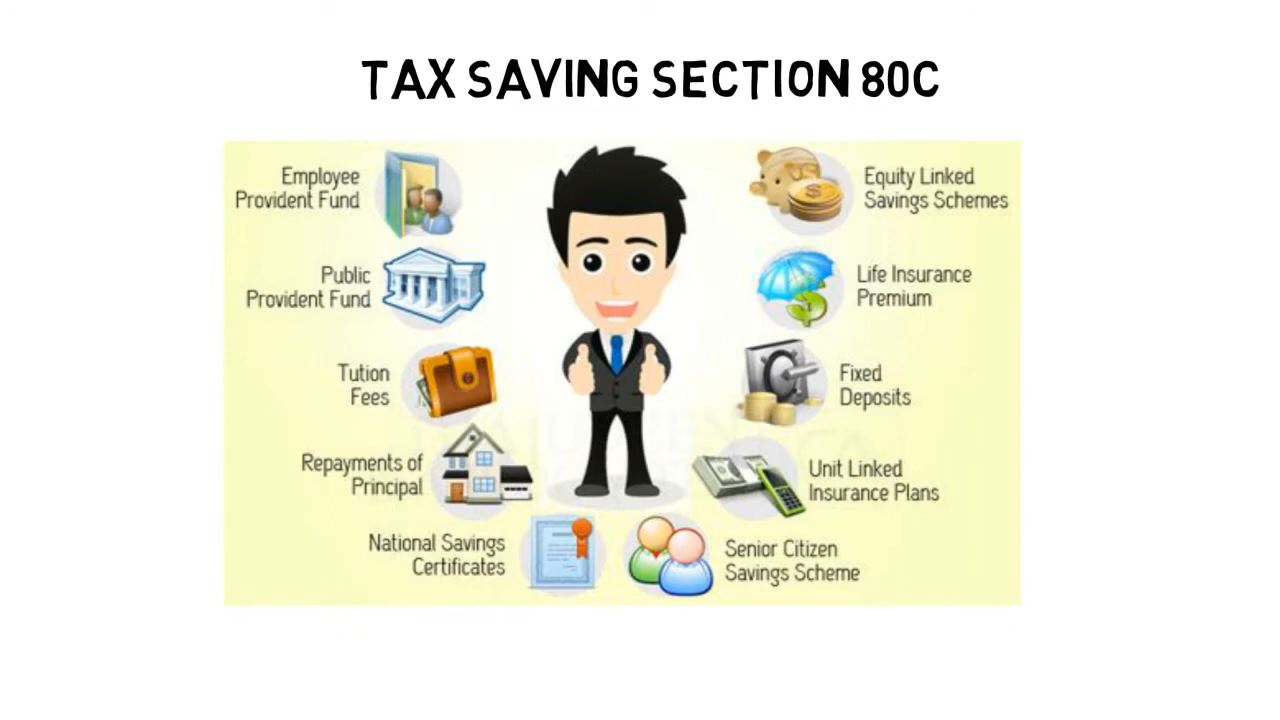 TAX SAVING SECTION 80C
Employee
Provident Fund
Public
Provident Fund
Tution
Fees
Repayments of
Principal
National Savings
Certificates
Equity Linked
Savings Schemes
Life Insurance
Premium
Fixed
Deposits
Unit Linked
Insurance Plans
Senior Citizen
Savings Scheme